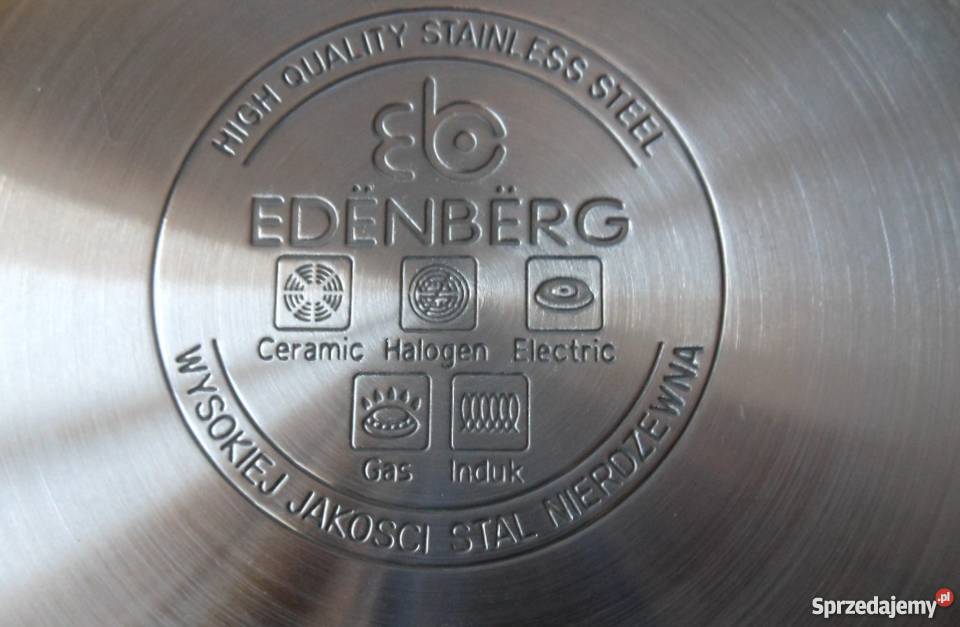 HIGH QUALITY STAINLESS STEEL
EDËNBËRG
Ceramic Halogen Electric
Gas Induk
WYSOKIEJ JAKOSCI STAL NIERDZEWNA
Sprzedajemy.pl